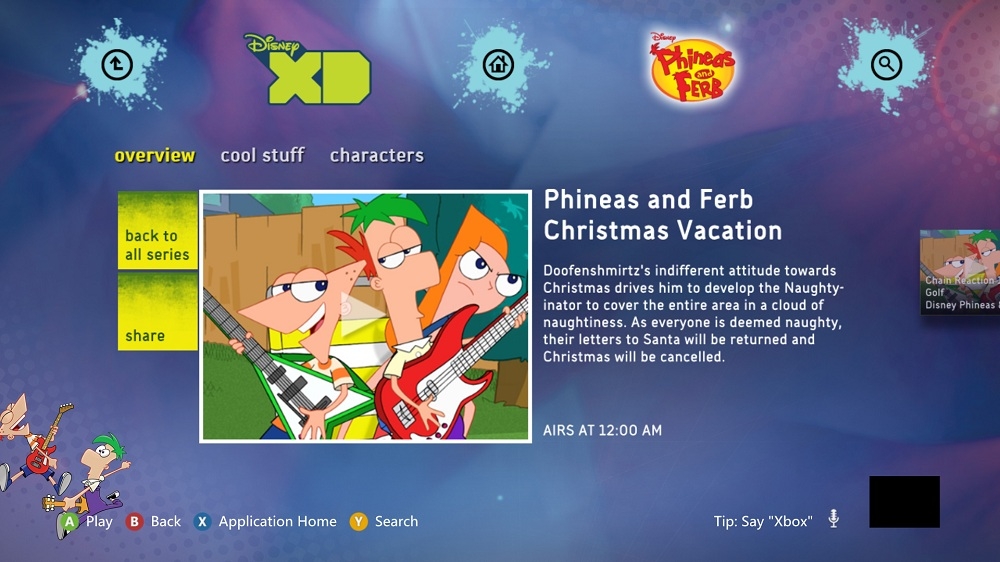 Disney
XD
Disney
Phineas
and
Ferb
overview cool stuff characters
back to
all series
share
Phineas and Ferb
Christmas Vacation
Doofenshmirtz's indifferent attitude towards
Christmas drives him to develop the Naughty-
inator to cover the entire area in a cloud of
naughtiness. As everyone is deemed naughty,
their letters to Santa will be returned and
Christmas will be cancelled.
AIRS AT 12:00 AM
Chain Reaction
Golf
Disney Phineas
A Play B Back X Application Home Y Search
Tip: Say "Xbox"